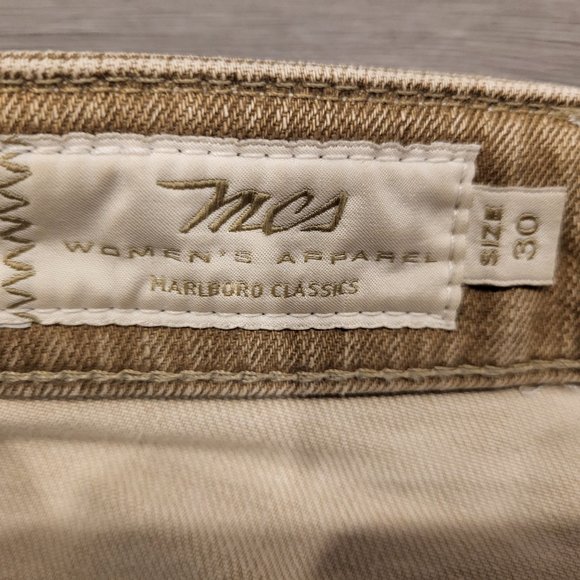 mcs
WOMEN'S APPAREL
MARLBORO CLASSICS
SIZE
30